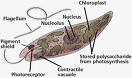 Chloroplast
Nucleus
Flagellum
Nucleolus
Pigment
shield
Stored polysaccharide
from photosynthesis
Contractile
vacuole
Photoreceptor